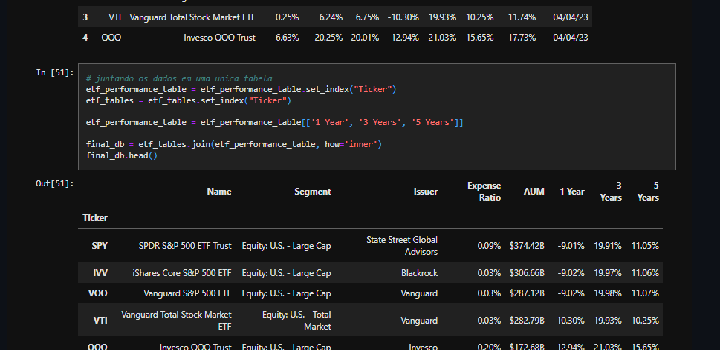 3 VTI Vanguard Total Stock Market ETF 0.25% 6.24% 6.75% -10.30% 19.93% 10.25% 11.74% 04/04/23
4 QQQ Invesco QQQ Trust 6.63% 20.25% 20.01% 12.94% 21.03% 15.65% 17.73% 04/04/23
In [51]:
# juntando os dados em uma unica tabela
etf_performance_table = etf_performance_table.set_index("Ticker")
etf_tables = etf_tables.set_index("Ticker")
etf_performance_table = etf_performance_table[['1 Year', '3 Years', '5 Years']]
final_db = etf_tables.join(etf_performance_table, how='inner')
final_db.head()
Out[51]:
Name Segment Issuer Expense Ratio AUM 1 Year 3 Years 5 Years
Ticker
SPY SPDR S&P 500 ETF Trust Equity: U.S. - Large Cap State Street Global Advisors 0.09% $374.42B -9.01% 19.91% 11.05%
IVV iShares Core S&P 500 ETF Equity: U.S. - Large Cap Blackrock 0.03% $306.66B -9.02% 19.97% 11.06%
VOO Vanguard S&P 500 ETF Equity: U.S. - Large Cap Vanguard 0.03% $287.12B -9.02% 19.98% 11.07%
VTI Vanguard Total Stock Market ETF Equity: U.S. - Total Market Vanguard 0.03% $282.79B 10.30% 19.93% 10.25%
QQQ Invesco QQQ Trust Equity: U.S. - Large Cap Invesco 0.20% $172.68B 12.94% 21.03% 15.65%